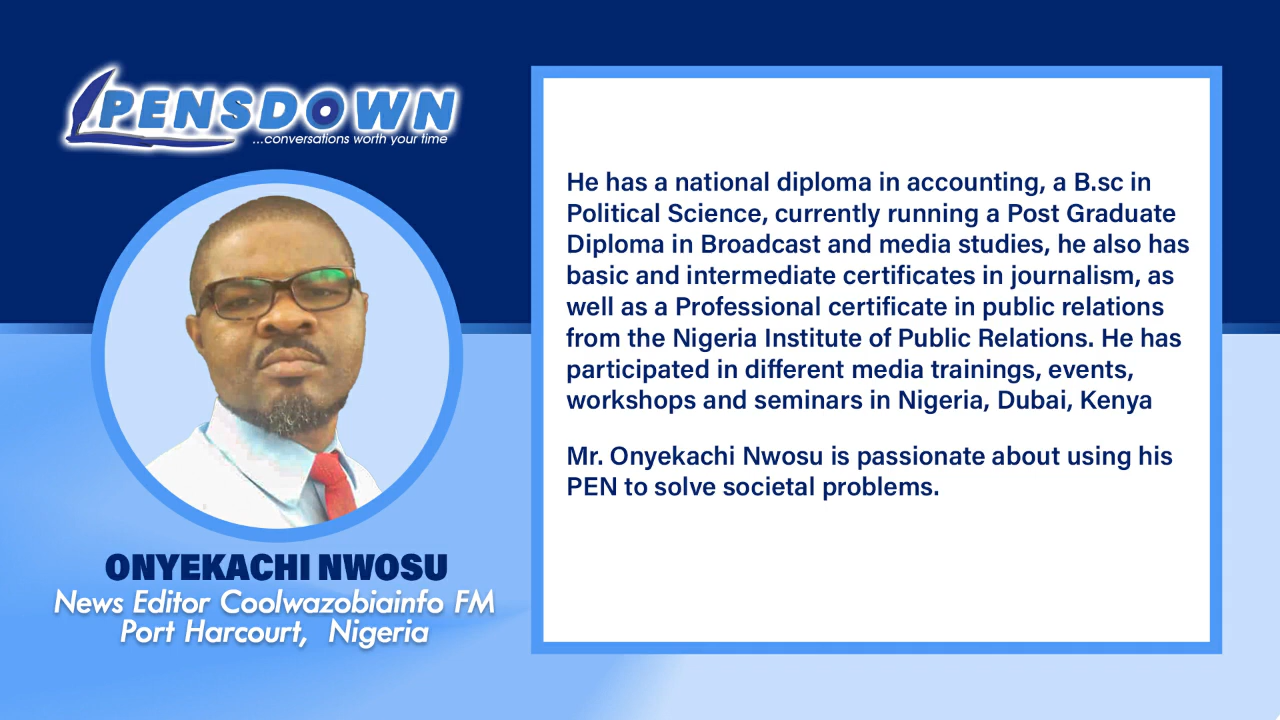 PENSDOWN
...conversations worth your time
ONYEKACHI NWOSU
News Editor Coolwazobiainfo FM
Port Harcourt, Nigeria
He has a national diploma in accounting, a B.sc in
Political Science, currently running a Post Graduate
Diploma in Broadcast and media studies, he also has
basic and intermediate certificates in journalism, as
well as a Professional certificate in public relations
from the Nigeria Institute of Public Relations. He has
participated in different media trainings, events,
workshops and seminars in Nigeria, Dubai, Kenya
Mr. Onyekachi Nwosu is passionate about using his
PEN to solve societal problems.